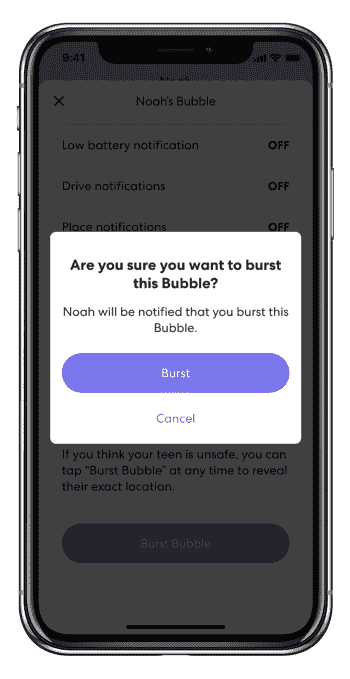 9:41
Noah
Noah's Bubble
Low battery notification OFF
Drive notifications OFF
Place notifications OFF
Are you sure you want to burst
this Bubble?
Noah will be notified that you burst this
Bubble.
Burst
Cancel
If you think your teen is unsafe, you can
tap “Burst Bubble” at any time to reveal
their exact location.
Burst Bubble